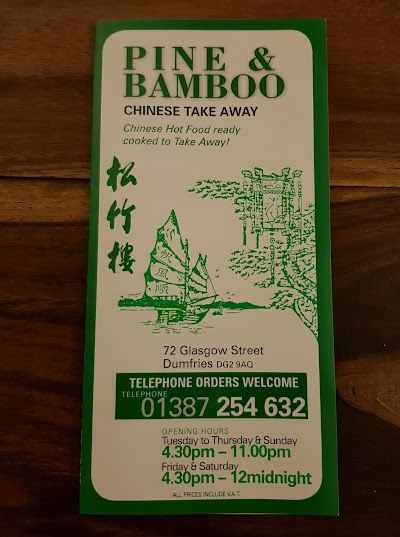 PINE &
BAMBOO
CHINESE TAKE AWAY
Chinese Hot Food ready
cooked to Take Away!
松竹樓
72 Glasgow Street
Dumfries DG2 9AQ
TELEPHONE ORDERS WELCOME
TELEPHONE
01387 254 632
OPENING HOURS
Tuesday to Thursday & Sunday
4.30pm – 11.00pm
Friday & Saturday
4.30pm – 12midnight
ALL PRICES INCLUDE V.A.T.